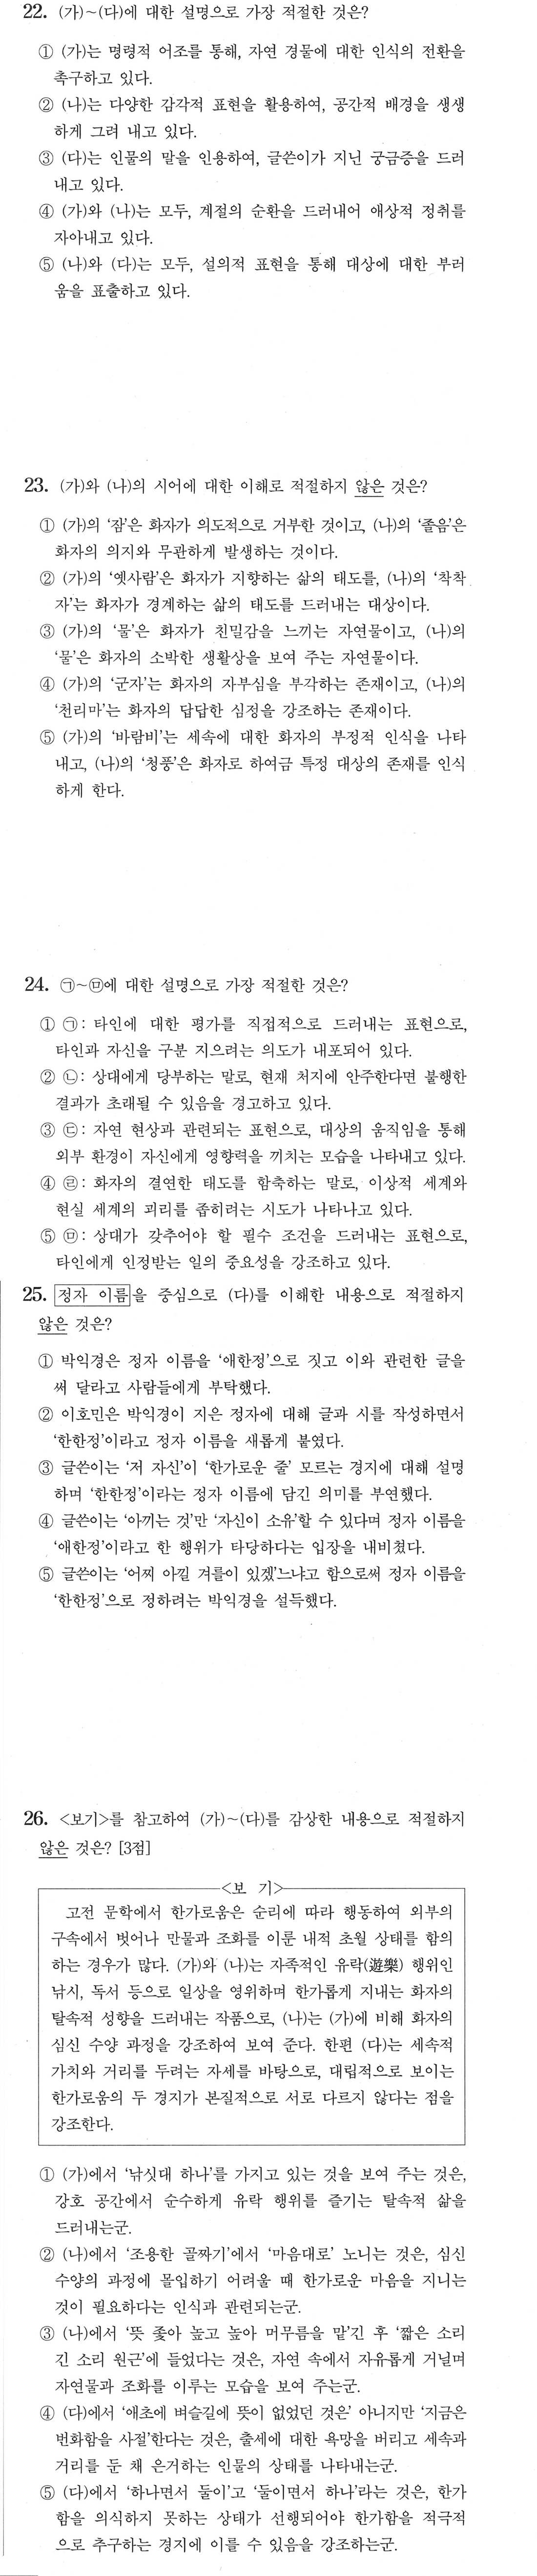 22. (가)~(다)에 대한 설명으로 가장 적절한 것은?
① (가)는 명령적 어조를 통해, 자연 경물에 대한 인식의 전환을
촉구하고 있다.
② (나)는 다양한 감각적 표현을 활용하여, 공간적 배경을 생생
하게 그려 내고 있다.
③ (다)는 인물의 말을 인용하여, 글쓴이가 지닌 궁금증을 드러
내고 있다.
④ (가)와 (나)는 모두, 계절의 순환을 드러내어 애상적 정취를
자아내고 있다.
⑤ (나)와 (다)는 모두, 설의적 표현을 통해 대상에 대한 부러
움을 표출하고 있다.
23. (가)와 (나)의 시어에 대한 이해로 적절하지 않은 것은?
① (가)의 '잠'은 화자가 의도적으로 거부한 것이고, (나)의 '졸음'은
화자의 의지와 무관하게 발생하는 것이다.
② (가)의 '옛사람'은 화자가 지향하는 삶의 태도를, (나)의 '착착
자'는 화자가 경계하는 삶의 태도를 드러내는 대상이다.
③ (가)의 '물'은 화자가 친밀감을 느끼는 자연물이고, (나)의
'물'은 화자의 소박한 생활상을 보여 주는 자연물이다.
④ (가)의 '군자'는 화자의 자부심을 부각하는 존재이고, (나)의
'천리마'는 화자의 답답한 심정을 강조하는 존재이다.
⑤ (가)의 '바람비'는 세속에 대한 화자의 부정적 인식을 나타
내고, (나)의 '청풍'은 화자로 하여금 특정 대상의 존재를 인식
하게 한다.
24. ㉠~㉤에 대한 설명으로 가장 적절한 것은?
① ㉠: 타인에 대한 평가를 직접적으로 드러내는 표현으로,
타인과 자신을 구분 지으려는 의도가 내포되어 있다.
② ㉡: 상대에게 당부하는 말로, 현재 처지에 안주한다면 불행한
결과가 초래될 수 있음을 경고하고 있다.
③ ㉢: 자연 현상과 관련되는 표현으로, 대상의 움직임을 통해
외부 환경이 자신에게 영향력을 끼치는 모습을 나타내고 있다.
④ ㉣: 화자의 결연한 태도를 함축하는 말로, 이상적 세계와
현실 세계의 괴리를 좁히려는 시도가 나타나고 있다.
⑤ ㉤: 상대가 갖추어야 할 필수 조건을 드러내는 표현으로,
타인에게 인정받는 일의 중요성을 강조하고 있다.
25. 정자 이름을 중심으로 (다)를 이해한 내용으로 적절하지
않은 것은?
① 박익경은 정자 이름을 '애한정'으로 짓고 이와 관련한 글을
써 달라고 사람들에게 부탁했다.
② 이호민은 박익경이 지은 정자에 대해 글과 시를 작성하면서
'한한정'이라고 정자 이름을 새롭게 붙였다.
③ 글쓴이는 '저 자신'이 '한가로운 줄' 모르는 경지에 대해 설명
하며 '한한정'이라는 정자 이름에 담긴 의미를 부연했다.
④ 글쓴이는 '아끼는 것'만 '자신이 소유'할 수 있다며 정자 이름을
'애한정'이라고 한 행위가 타당하다는 입장을 내비쳤다.
⑤ 글쓴이는 '어찌 아낄 겨를이 있겠'느냐고 함으로써 정자 이름을
'한한정'으로 정하려는 박익경을 설득했다.
26. <보기>를 참고하여 (가)~(다)를 감상한 내용으로 적절하지
않은 것은? [3점]
<보 기>
고전 문학에서 한가로움은 순리에 따라 행동하여 외부의
구속에서 벗어나 만물과 조화를 이룬 내적 초월 상태를 함의
하는 경우가 많다. (가)와 (나)는 자족적인 유락(遊樂) 행위인
낚시, 독서 등으로 일상을 영위하며 한가롭게 지내는 화자의
탈속적 성향을 드러내는 작품으로, (나)는 (가)에 비해 화자의
심신 수양 과정을 강조하여 보여 준다. 한편 (다)는 세속적
가치와 거리를 두려는 자세를 바탕으로, 대립적으로 보이는
한가로움의 두 경지가 본질적으로 서로 다르지 않다는 점을
강조한다.
① (가)에서 '낚싯대 하나'를 가지고 있는 것을 보여 주는 것은,
강호 공간에서 순수하게 유락 행위를 즐기는 탈속적 삶을
드러내는군.
② (나)에서 '조용한 골짜기'에서 '마음대로' 노니는 것은, 심신
수양의 과정에 몰입하기 어려울 때 한가로운 마음을 지니는
것이 필요하다는 인식과 관련되는군.
③ (나)에서 '뜻 좇아 높고 높아 머무름을 맡'긴 후 '짧은 소리
긴 소리 원근'에 들었다는 것은, 자연 속에서 자유롭게 거닐며
자연물과 조화를 이루는 모습을 보여 주는군.
④ (다)에서 '애초에 벼슬길에 뜻이 없었던 것은' 아니지만 '지금은
번화함을 사절'한다는 것은, 출세에 대한 욕망을 버리고 세속과
거리를 둔 채 은거하는 인물의 상태를 나타내는군.
⑤ (다)에서 '하나면서 둘이'고 '둘이면서 하나'라는 것은, 한가
함을 의식하지 못하는 상태가 선행되어야 한가함을 적극적
으로 추구하는 경지에 이를 수 있음을 강조하는군.